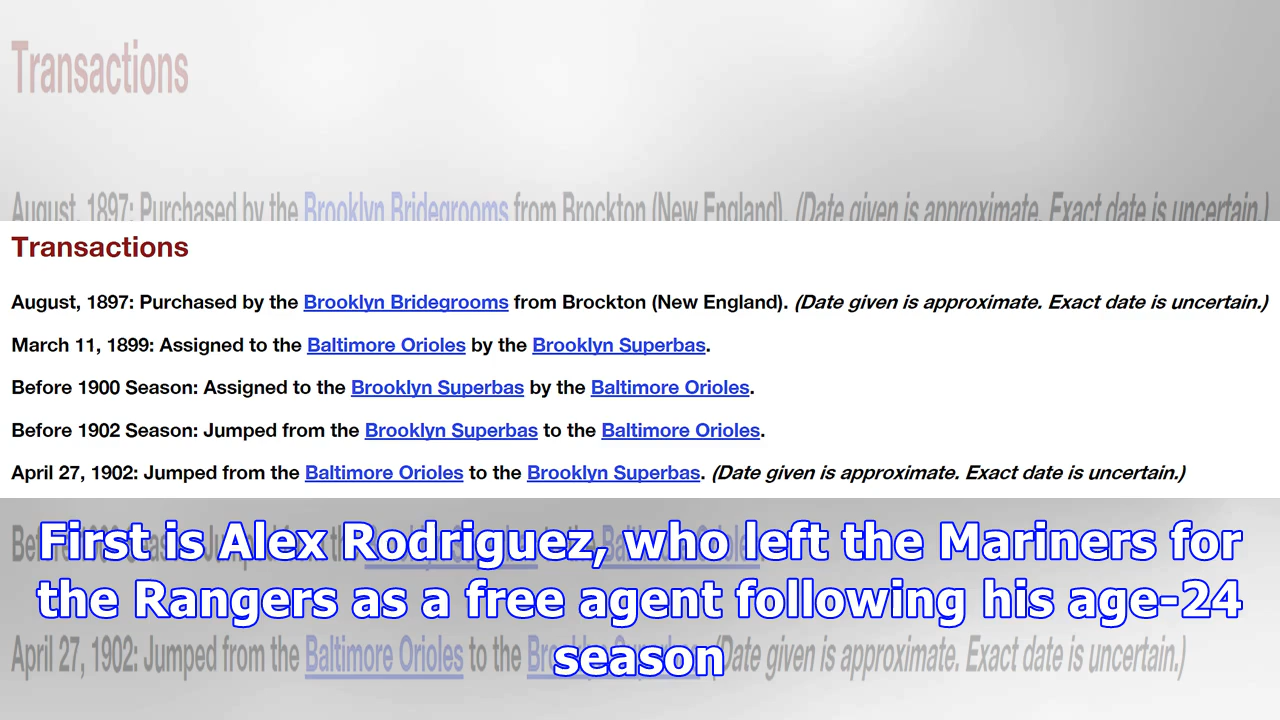 Transactions
August, 1897: Purchased by the Brooklyn Bridegrooms from Brockton (New England). (Date given is approximate. Exact date is uncertain.)
Transactions
August, 1897: Purchased by the Brooklyn Bridegrooms from Brockton (New England). (Date given is approximate. Exact date is uncertain.)
March 11, 1899: Assigned to the Baltimore Orioles by the Brooklyn Superbas.
Before 1900 Season: Assigned to the Brooklyn Superbas by the Baltimore Orioles.
Before 1902 Season: Jumped from the Brooklyn Superbas to the Baltimore Orioles.
April 27, 1902: Jumped from the Baltimore Orioles to the Brooklyn Superbas. (Date given is approximate. Exact date is uncertain.)
First is Alex Rodriguez, who left the Mariners for
the Rangers as a free agent following his age-24
season
April 27, 1902: Jumped from the Baltimore Orioles to the Date given is approximate. Exact date is uncertain.)